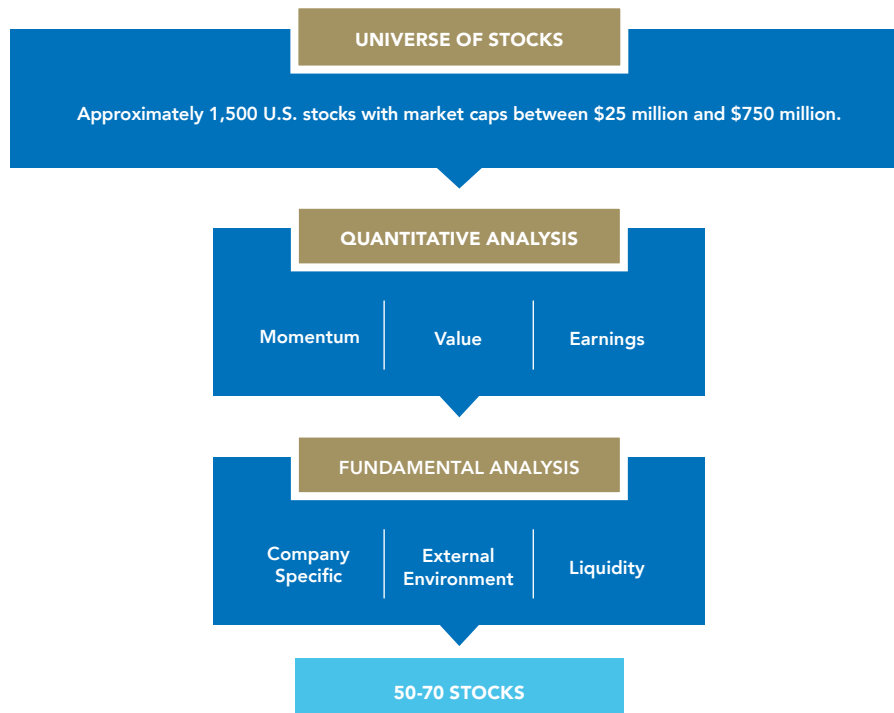 UNIVERSE OF STOCKS
Approximately 1,500 U.S. stocks with market caps between $25 million and $750 million.
QUANTITATIVE ANALYSIS
Momentum
Value
Earnings
FUNDAMENTAL ANALYSIS
Company
Specific
External
Environment
Liquidity
50-70 STOCKS